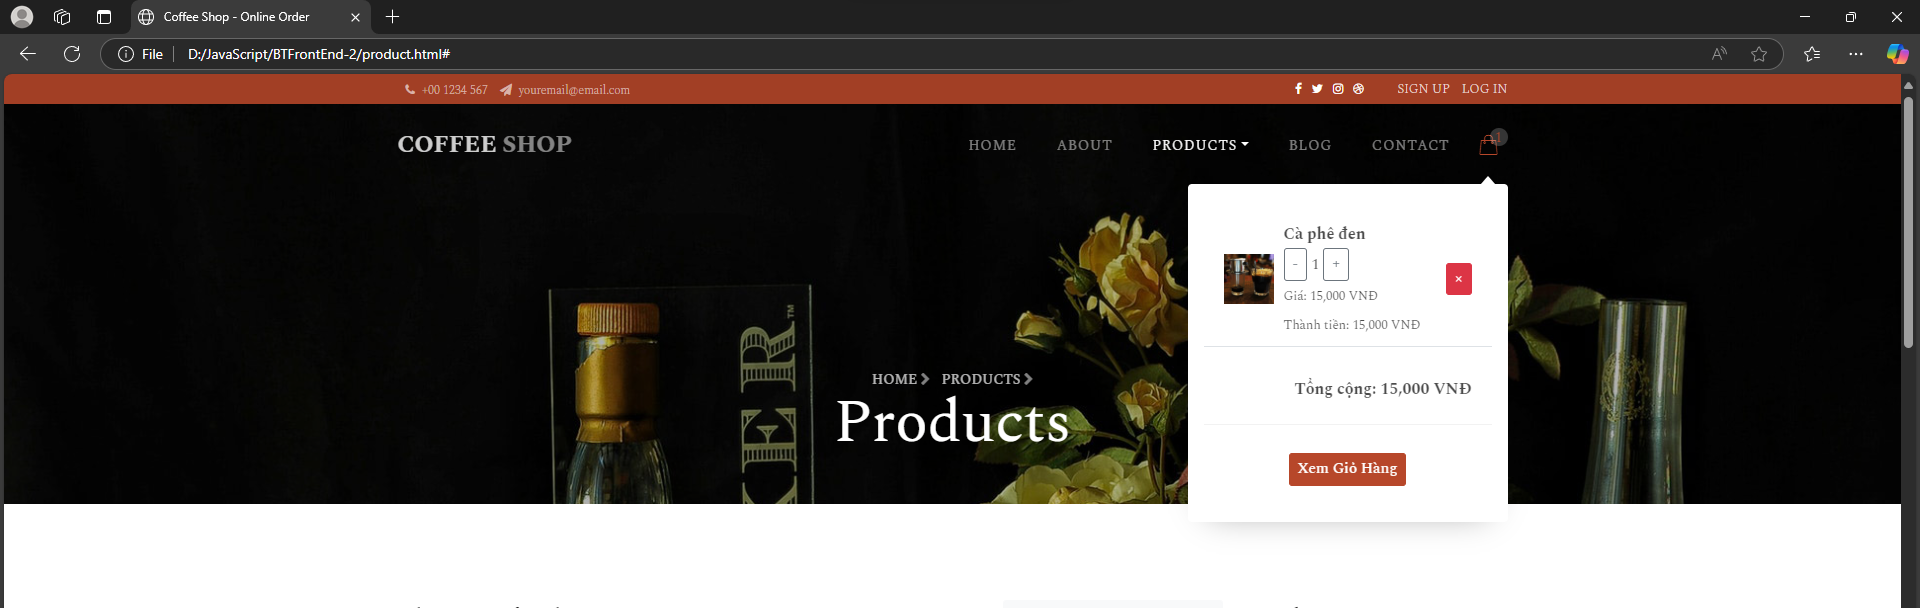 Coffee Shop - Online Order
File D:/JavaScript/BTFrontEnd-2/product.html#
+00 1234 567 youremail@email.com SIGN UP LOG IN
COFFEE SHOP HOME ABOUT PRODUCTS BLOG CONTACT 1
Cà phê đen
- 1 +
×
Giá: 15,000 VNĐ
Thành tiền: 15,000 VNĐ
Tổng cộng: 15,000 VNĐ
Xem Giỏ Hàng
KER™
HOME PRODUCTS
Products